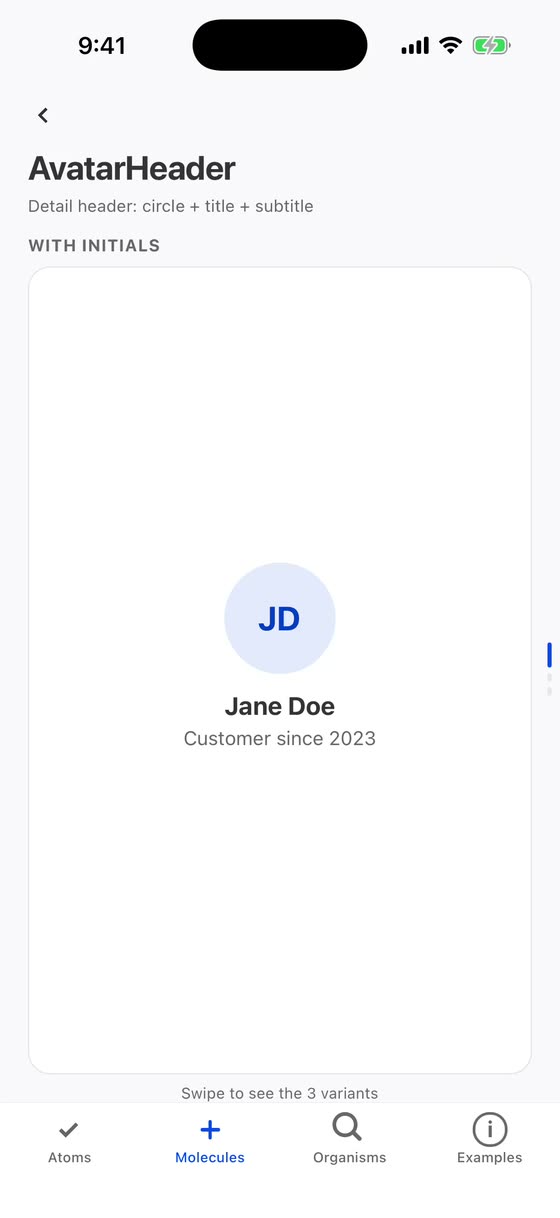 9:41
AvatarHeader
Detail header: circle + title + subtitle
WITH INITIALS
JD
Jane Doe
Customer since 2023
Swipe to see the 3 variants
Atoms
Molecules
Organisms
Examples